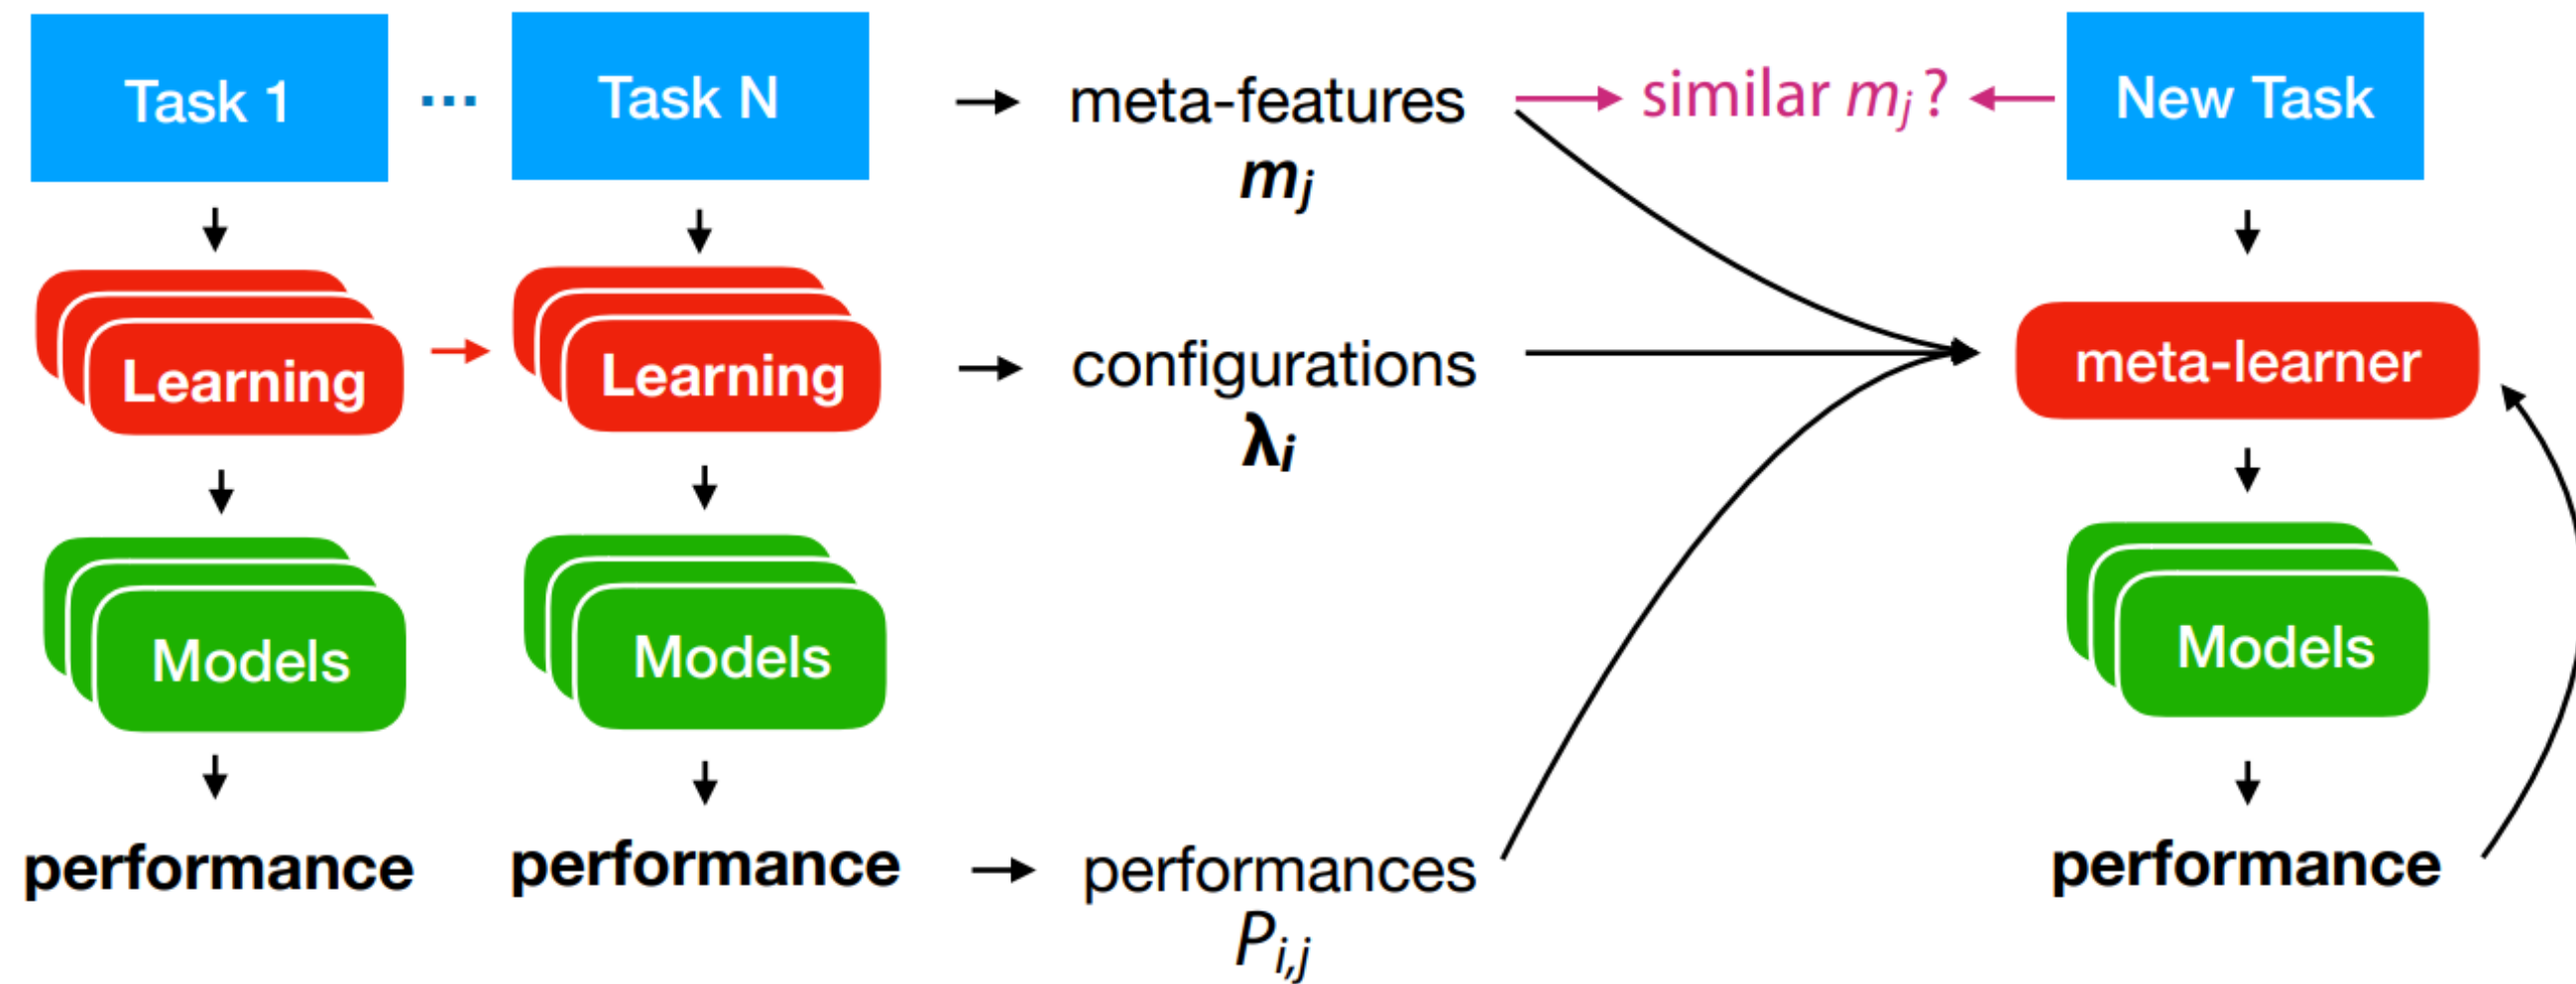 Task 1
...
Task N
meta-features
mj
similar mj ?
New Task
Learning
Learning
configurations
λi
meta-learner
Models
Models
Models
performance
performance
performances
Pi,j
performance